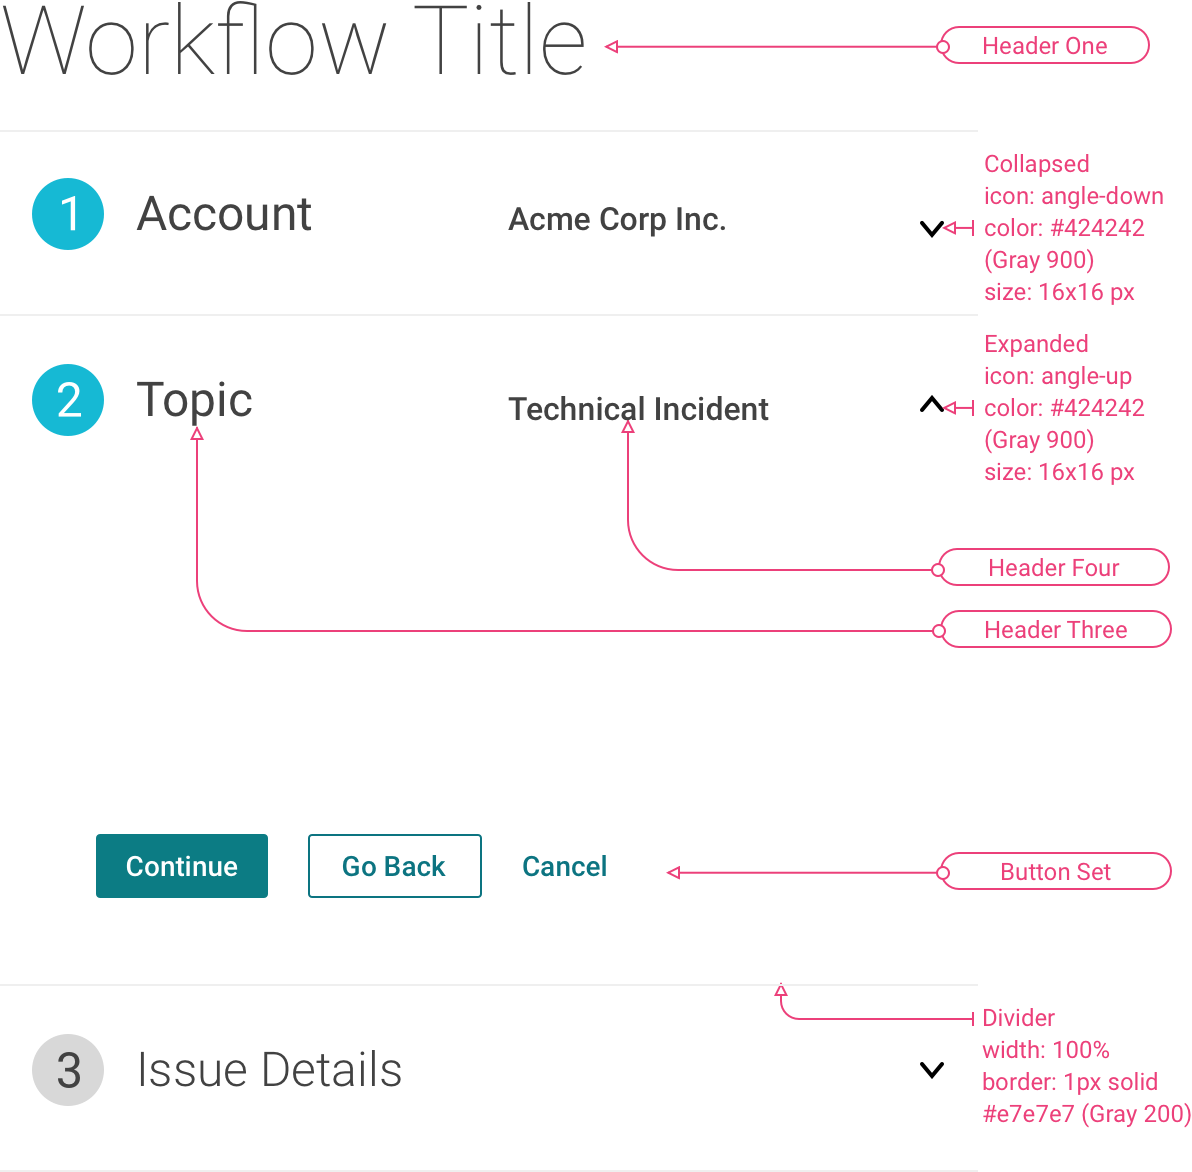 Workflow Title
Header One
Collapsed
icon: angle-down
color: #424242
(Gray 900)
size: 16x16 px
1 Account Acme Corp Inc.
Expanded
icon: angle-up
color: #424242
(Gray 900)
size: 16x16 px
2 Topic Technical Incident
Header Four
Header Three
Continue Go Back Cancel
Button Set
Divider
width: 100%
border: 1px solid
#e7e7e7 (Gray 200)
3 Issue Details